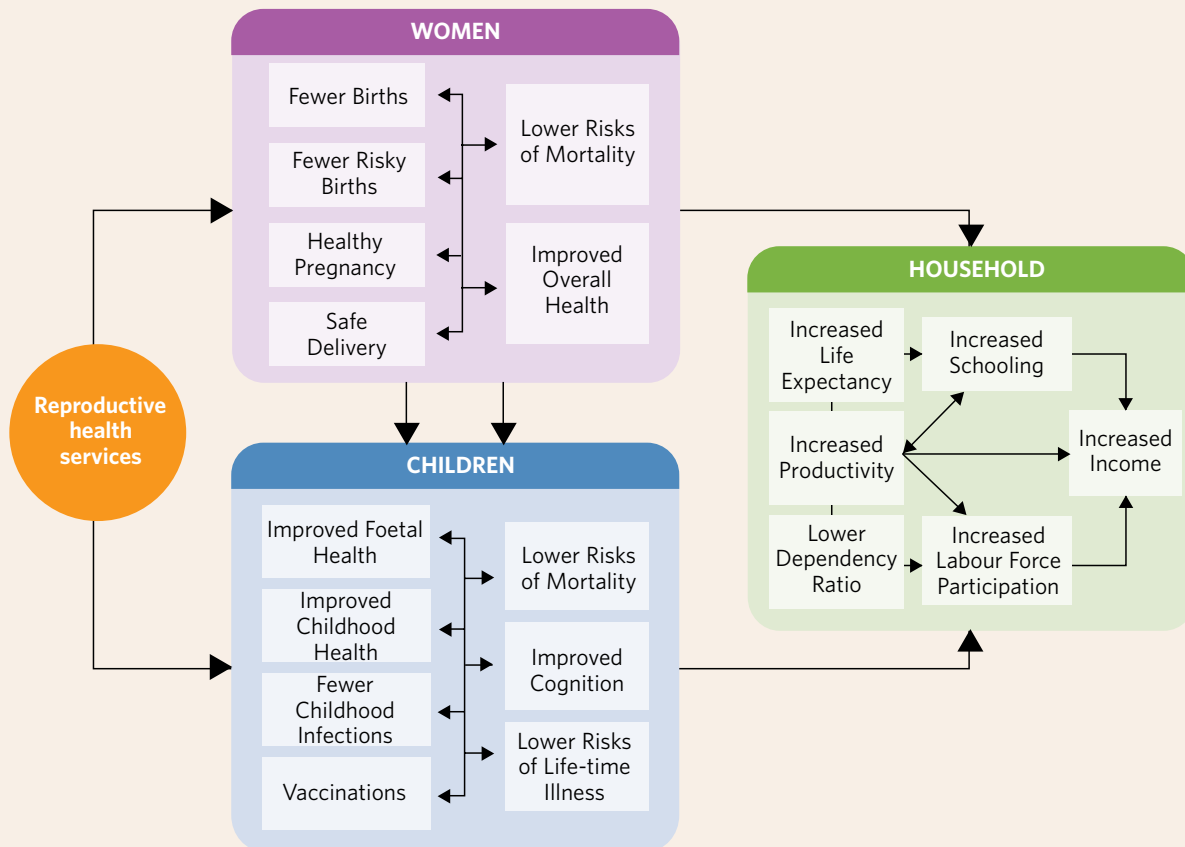 WOMEN
Fewer Births
Fewer Risky
Births
Healthy
Pregnancy
Safe
Delivery
Lower Risks
of Mortality
Improved
Overall
Health
Reproductive
health
services
CHILDREN
Improved Foetal
Health
Improved
Childhood
Health
Fewer
Childhood
Infections
Vaccinations
Lower Risks
of Mortality
Improved
Cognition
Lower Risks
of Life-time
Illness
HOUSEHOLD
Increased
Life
Expectancy
Increased
Productivity
Lower
Dependency
Ratio
Increased
Schooling
Increased
Labour Force
Participation
Increased
Income